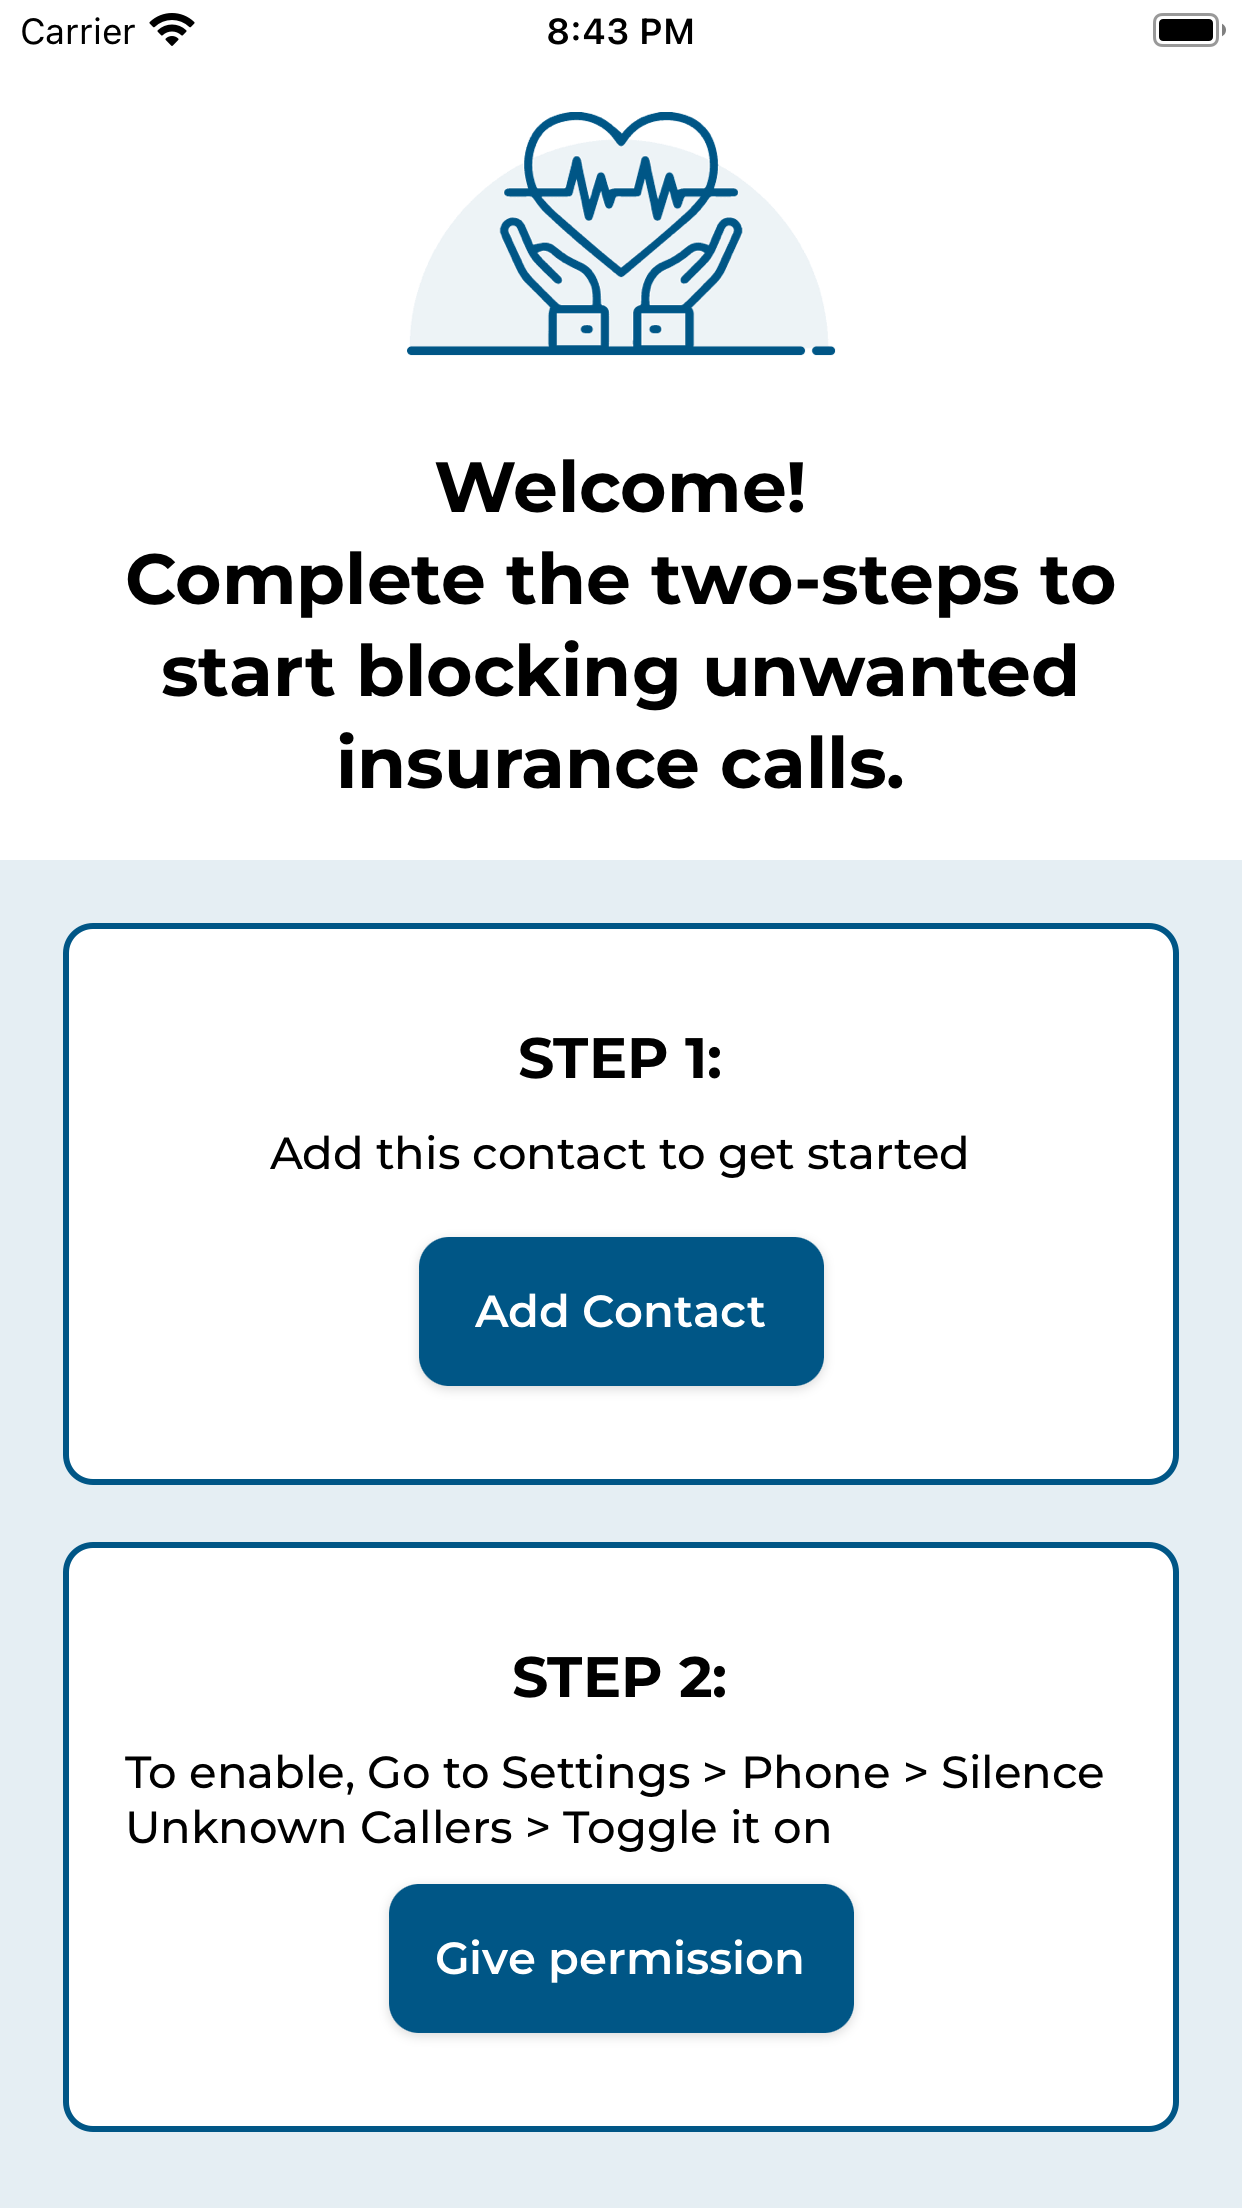 Carrier 8:43 PM
Welcome!
Complete the two-steps to
start blocking unwanted
insurance calls.
STEP 1:
Add this contact to get started
Add Contact
STEP 2:
To enable, Go to Settings > Phone > Silence
Unknown Callers > Toggle it on
Give permission